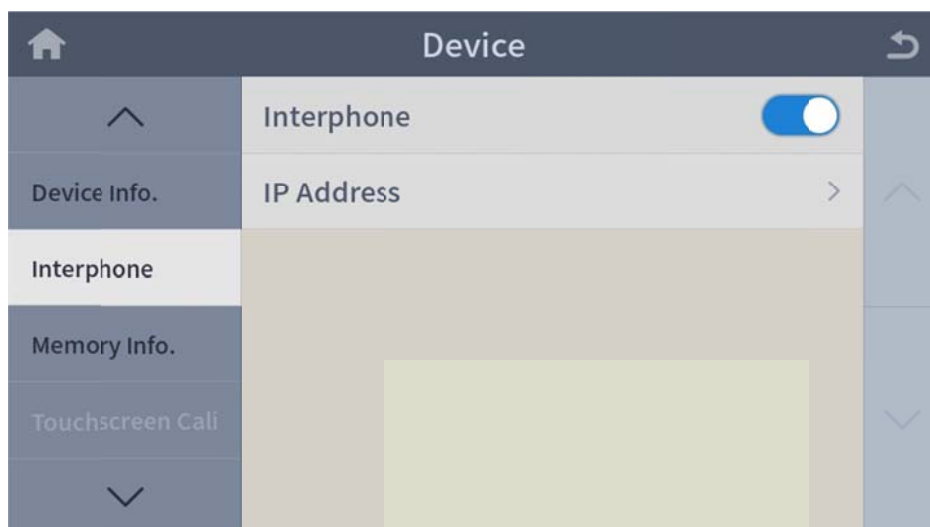 Device
Device Info.
Interphone
Memory Info.
Touchscreen Cali
Interphone
IP Address